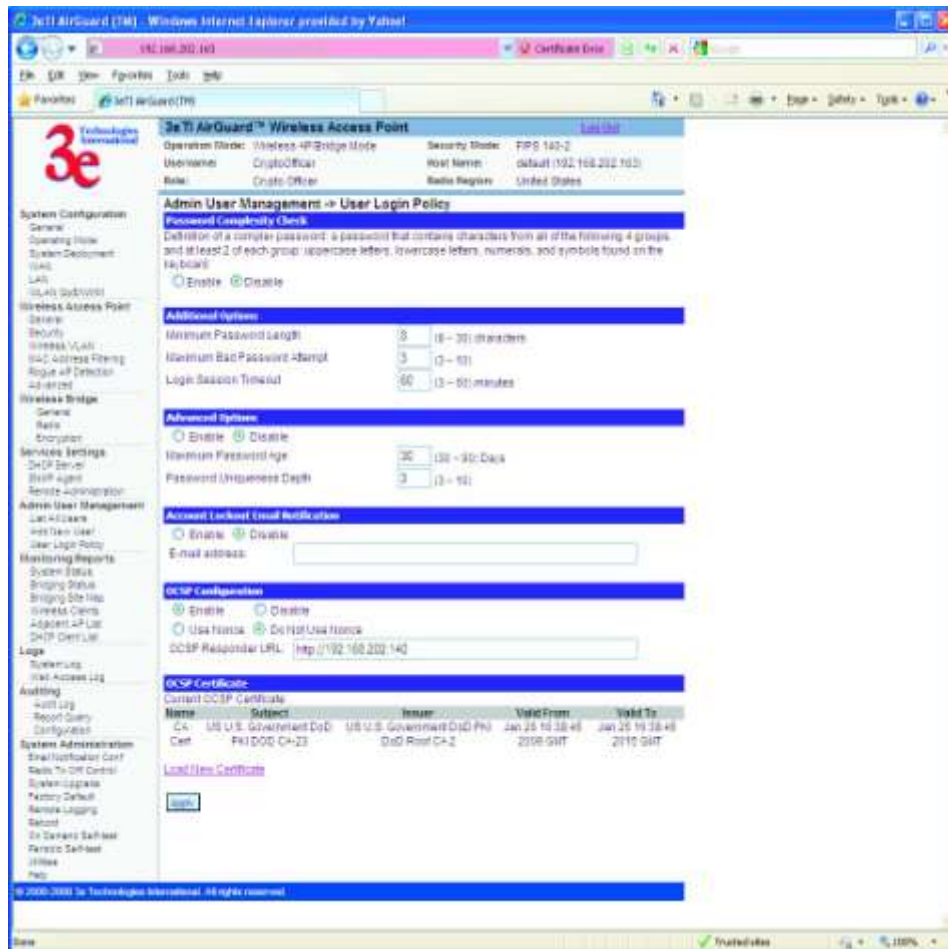 3eTI AirGuard (TM) - Windows Internet Explorer provided by Yahoo!
192.168.202.163
Certificate Error
File Edit View Favorites Tools Help
Favorites 3eTI AirGuard (TM)
Page Safety Tools
3e Technologies International
3eTI AirGuard™ Wireless Access Point
Log Out
Operation Mode: Wireless AP/Bridge Mode Security Mode: FIPS 140-2
Username: CryptoOfficer Host Name: default (192.168.202.163)
Role: Crypto Officer Radio Region: United States
System Configuration
General
Operating Mode
System Deployment
WAN
LAN
Wireless Access Point
General
Security
Wireless VLAN
MAC Address Filtering
Rogue AP Detection
Advanced
Wireless Bridge
General
Radio
Encryption
Services Settings
DHCP Server
SNMP Agent
Remote Administration
Admin User Management
List All Users
Add New User
User Login Policy
Monitoring Reports
System Status
Bridging Status
Bridging Site Map
Wireless Clients
Adjacent AP List
DHCP Client List
Logs
System Log
Web Access Log
Auditing
Audit Log
Report Query
Configuration
System Administration
Email Notification Conf
System Upgrade
Factory Default
Remote Logging
Reboot
On Demand Self-test
Periodic Self-test
Utilities
Help
Admin User Management -> User Login Policy
Password Complexity Check
Definition of a complex password: a password that contains characters from all of the following 4 groups
and at least 2 of each group: uppercase letters, lowercase letters, numerals, and symbols found on the
keyboard
Enable Disable
Additional Options
Minimum Password Length 8 (8 ~ 30) characters
Maximum Bad Password Attempt 3 (3 ~ 10)
Login Session Timeout 60 (3 ~ 60) minutes
Advanced Options
Enable Disable
Maximum Password Age 30 (30 ~ 90) Days
Password Uniqueness Depth 3 (3 ~ 10)
Account Lockout Email Notification
Enable Disable
E-mail address:
OCSP Configuration
Enable Disable
Use Nonce Do Not Use Nonce
OCSP Responder URL: http://192.168.202.140
OCSP Certificate
Current OCSP Certificate
Name Subject Issuer Valid From Valid To
CA US U.S. Government DoD US U.S. Government DoD PKI Jan 25 Jan 25
Cert PKI DOD CA-23 DoD Root CA 2 GMT GMT
Load New Certificate
Apply
© 2000-2008 3e Technologies International. All rights reserved.
Done
Trusted sites
100%